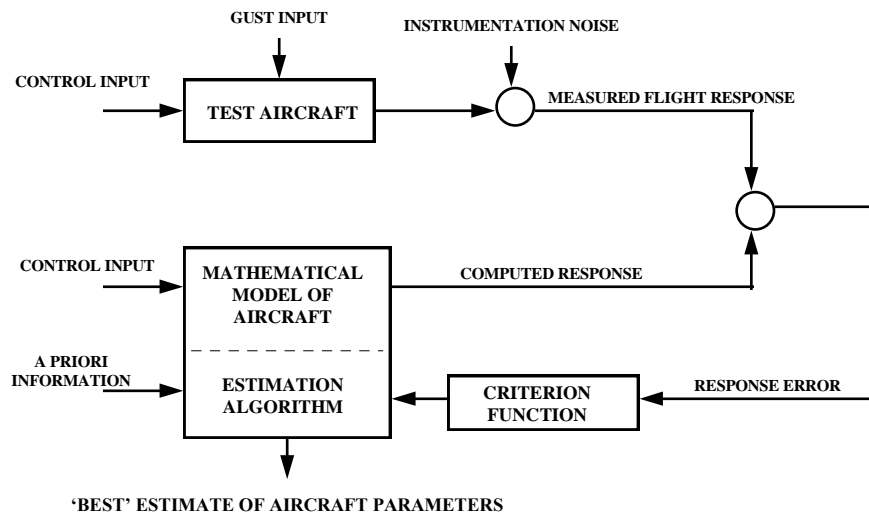 GUST INPUT
INSTRUMENTATION NOISE
CONTROL INPUT
TEST AIRCRAFT
MEASURED FLIGHT RESPONSE
CONTROL INPUT
MATHEMATICAL
MODEL OF
AIRCRAFT
COMPUTED RESPONSE
A PRIORI
INFORMATION
ESTIMATION
ALGORITHM
CRITERION
FUNCTION
RESPONSE ERROR
‘BEST’ ESTIMATE OF AIRCRAFT PARAMETERS